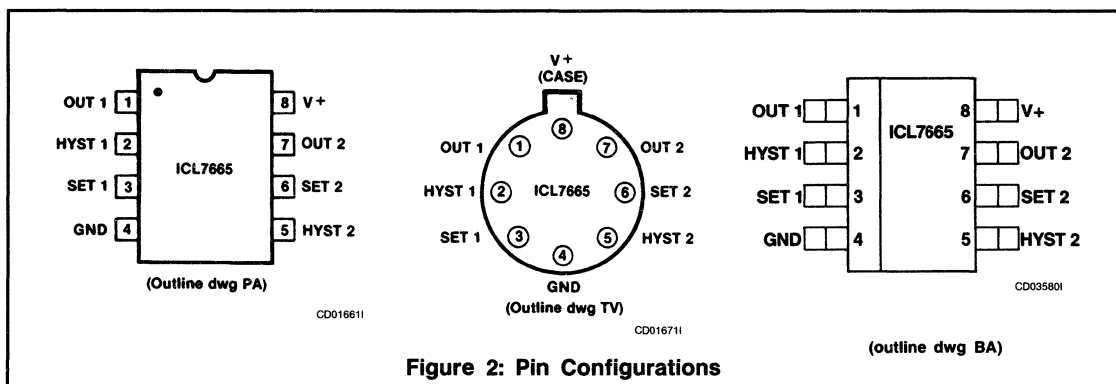 OUT 1 1
HYST 1 2
SET 1 3
GND 4
ICL7665
8 V+
7 OUT 2
6 SET 2
5 HYST 2
(Outline dwg PA)
CD01661I
V+
(CASE)
8
OUT 1 1
7 OUT 2
HYST 1 2
ICL7665
6 SET 2
SET 1 3
5 HYST 2
4
GND
(Outline dwg TV)
CD01671I
OUT 1 1
HYST 1 2
SET 1 3
GND 4
ICL7665
8 V+
7 OUT 2
6 SET 2
5 HYST 2
CD03580I
(outline dwg BA)
Figure 2: Pin Configurations